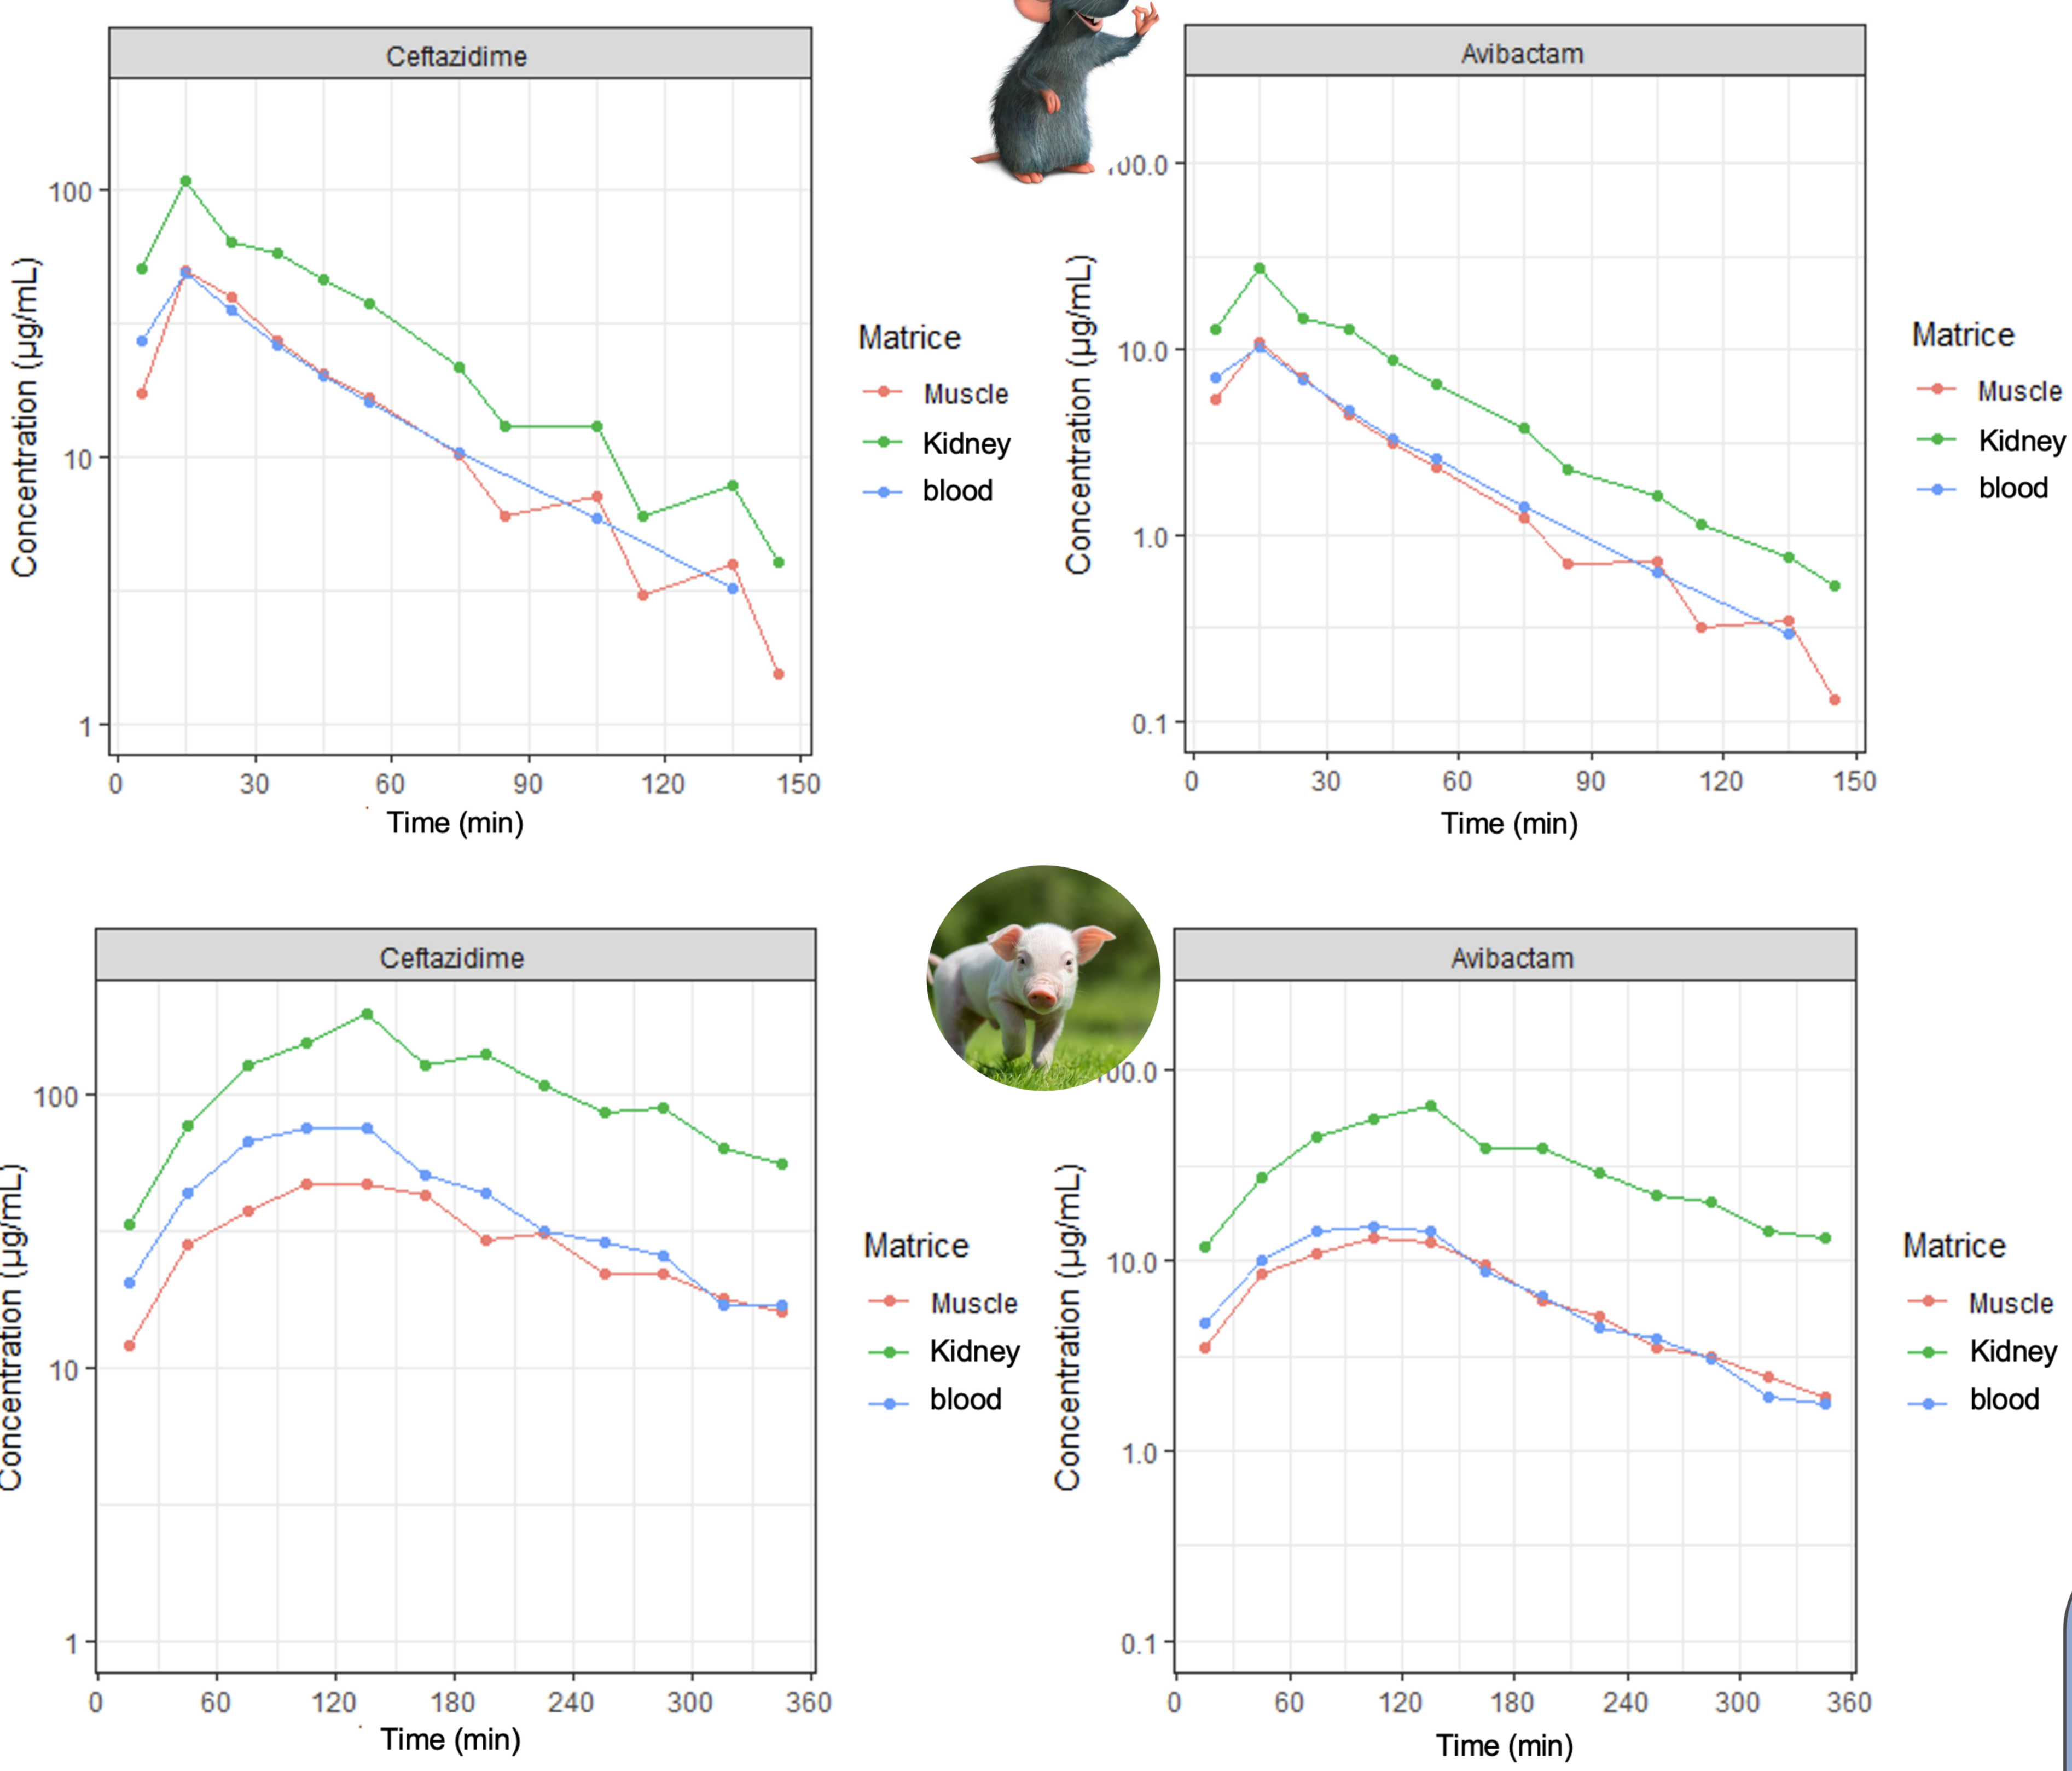 Ceftazidime
Concentration (µg/mL)
100
10
1
0 30 60 90 120 150
Time (min)
Matrice
Muscle
Kidney
blood
Avibactam
Concentration (µg/mL)
00.0
10.0
1.0
0.1
0 30 60 90 120 150
Time (min)
Matrice
Muscle
Kidney
blood
Ceftazidime
Concentration (µg/mL)
100
10
1
0 60 120 180 240 300 360
Time (min)
Matrice
Muscle
Kidney
blood
Avibactam
Concentration (µg/mL)
00.0
10.0
1.0
0.1
0 60 120 180 240 300 360
Time (min)
Matrice
Muscle
Kidney
blood